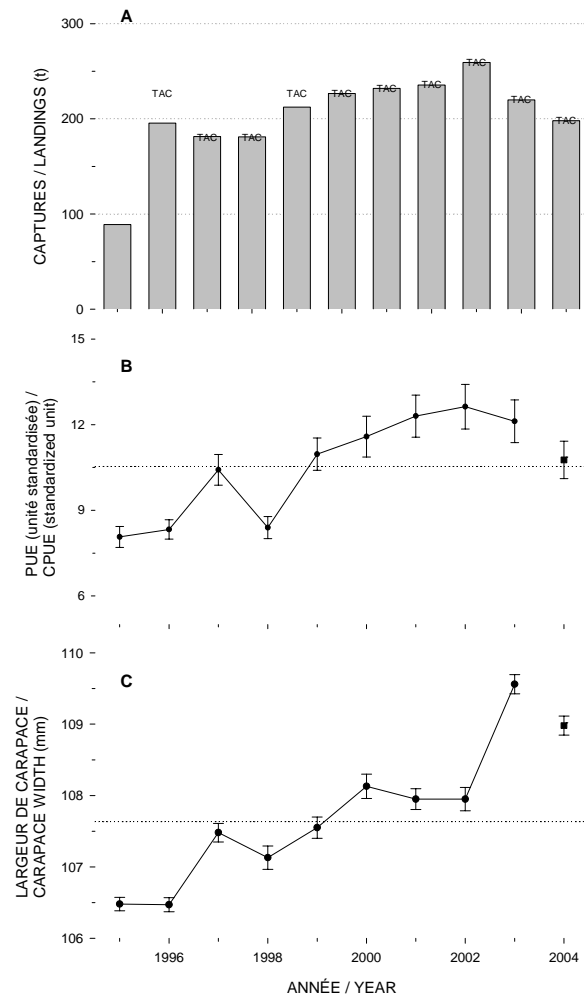 A
CAPTURES / LANDINGS (t)
300
200
100
0
TAC
TAC
TAC
TAC
TAC
TAC
TAC
TAC
TAC
TAC
B
PUE (unité standardisée) /
CPUE (standardized unit)
15
12
9
6
C
LARGEUR DE CARAPACE /
CARAPACE WIDTH (mm)
110
109
108
107
106
1996 1998 2000 2002 2004
ANNÉE / YEAR